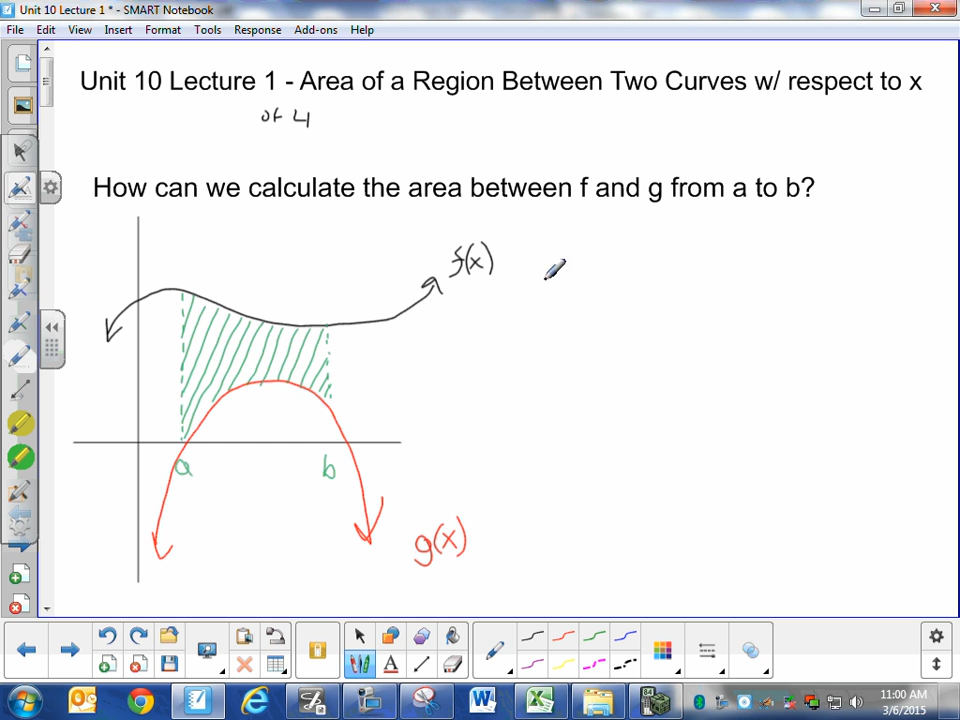 Unit 10 Lecture 1 * - SMART Notebook
File Edit View Insert Format Tools Response Add-ons Help
Unit 10 Lecture 1 - Area of a Region Between Two Curves w/ respect to x
of 4
How can we calculate the area between f and g from a to b?
f(x)
a b
g(x)
A
11:00 AM
3/6/2015